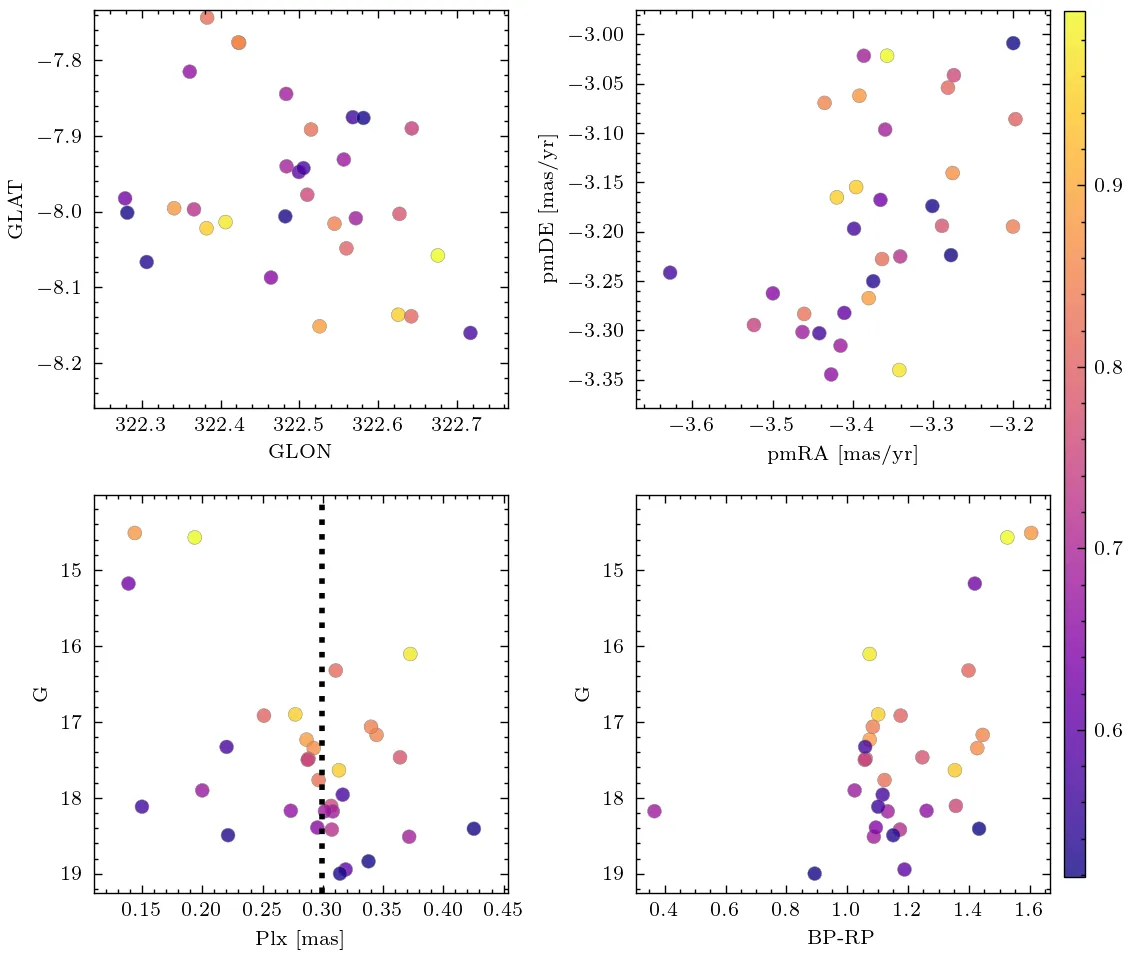 −7.8
−7.9
−8.0
−8.1
−8.2
GLAT
322.3 322.4 322.5 322.6 322.7
GLON
−3.00
−3.05
−3.10
−3.15
−3.20
−3.25
−3.30
−3.35
pmDE [mas/yr]
−3.6 −3.5 −3.4 −3.3 −3.2
pmRA [mas/yr]
0.9
0.8
0.7
0.6
15
16
17
18
19
G
0.15 0.20 0.25 0.30 0.35 0.40 0.45
Plx [mas]
15
16
17
18
19
G
0.4 0.6 0.8 1.0 1.2 1.4 1.6
BP-RP